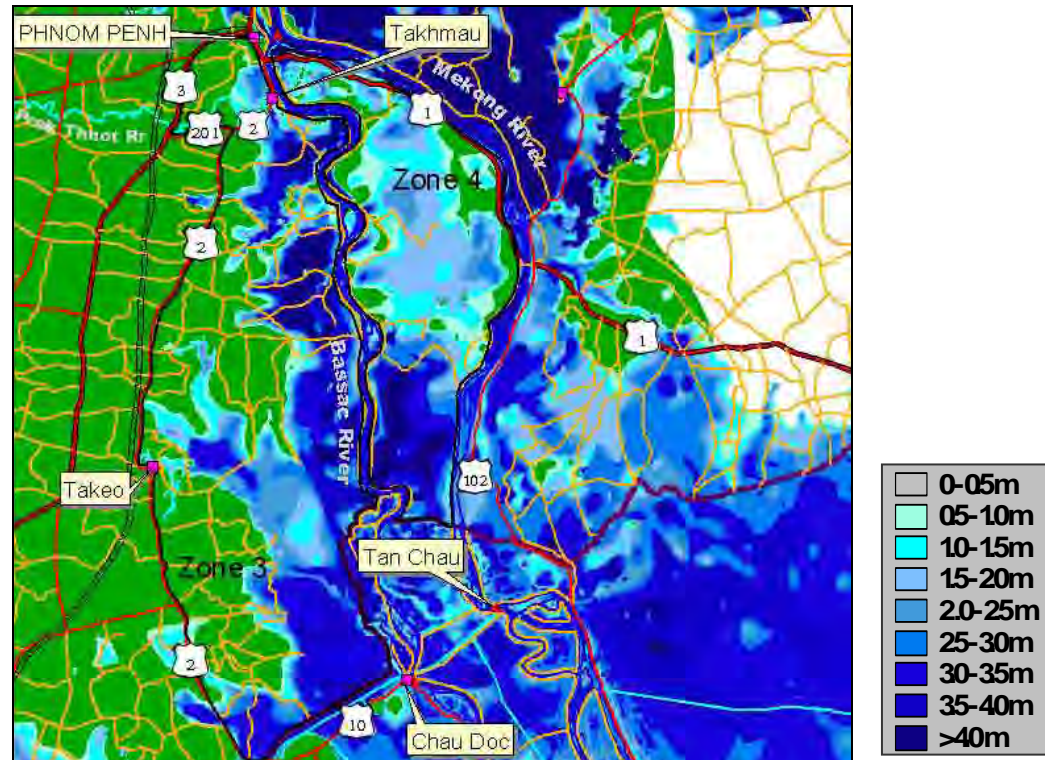 PHNOM PENH
Takhmau
Mekong River
3
1
201
2
Zone 4
2
1
Bassac River
102
Takeo
Tan Chau
Zone 3
2
10
Chau Doc
0-05m
05-10m
10-15m
15-20m
2.0-25m
25-30m
30-35m
35-40m
>40m